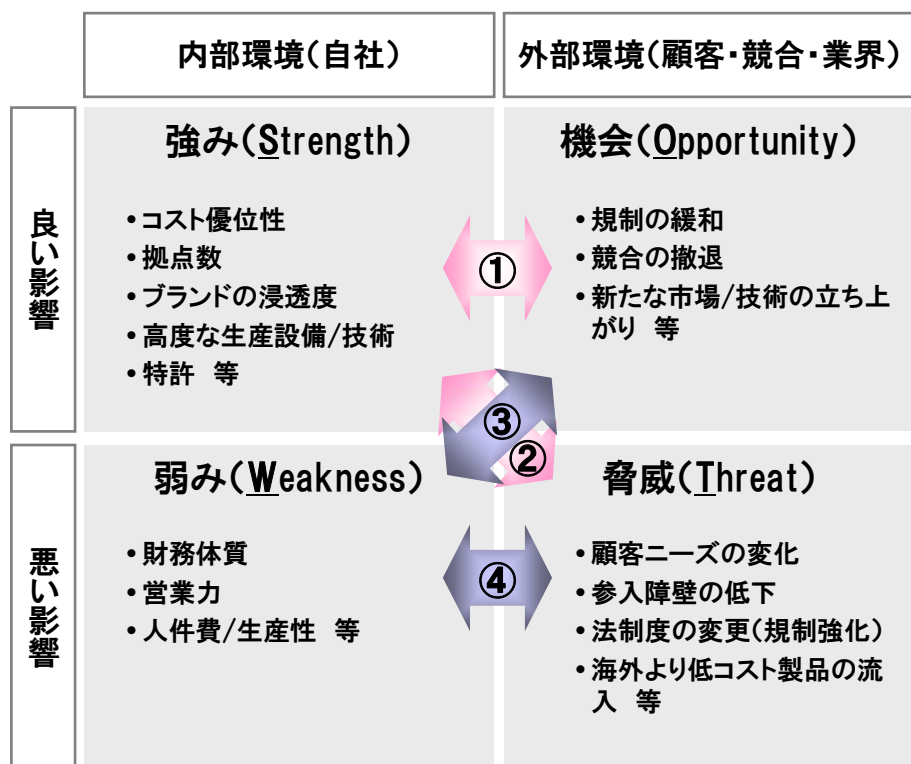 内部環境(自社)
外部環境(顧客・競合・業界)
良い影響
強み(Strength)
•コスト優位性
•拠点数
•ブランドの浸透度
•高度な生産設備/技術
•特許 等
①
機会(Opportunity)
•規制の緩和
•競合の撤退
•新たな市場/技術の立ち上
がり 等
③
②
悪い影響
弱み(Weakness)
•財務体質
•営業力
•人件費/生産性 等
④
脅威(Threat)
•顧客ニーズの変化
•参入障壁の低下
•法制度の変更(規制強化)
•海外より低コスト製品の流
入 等